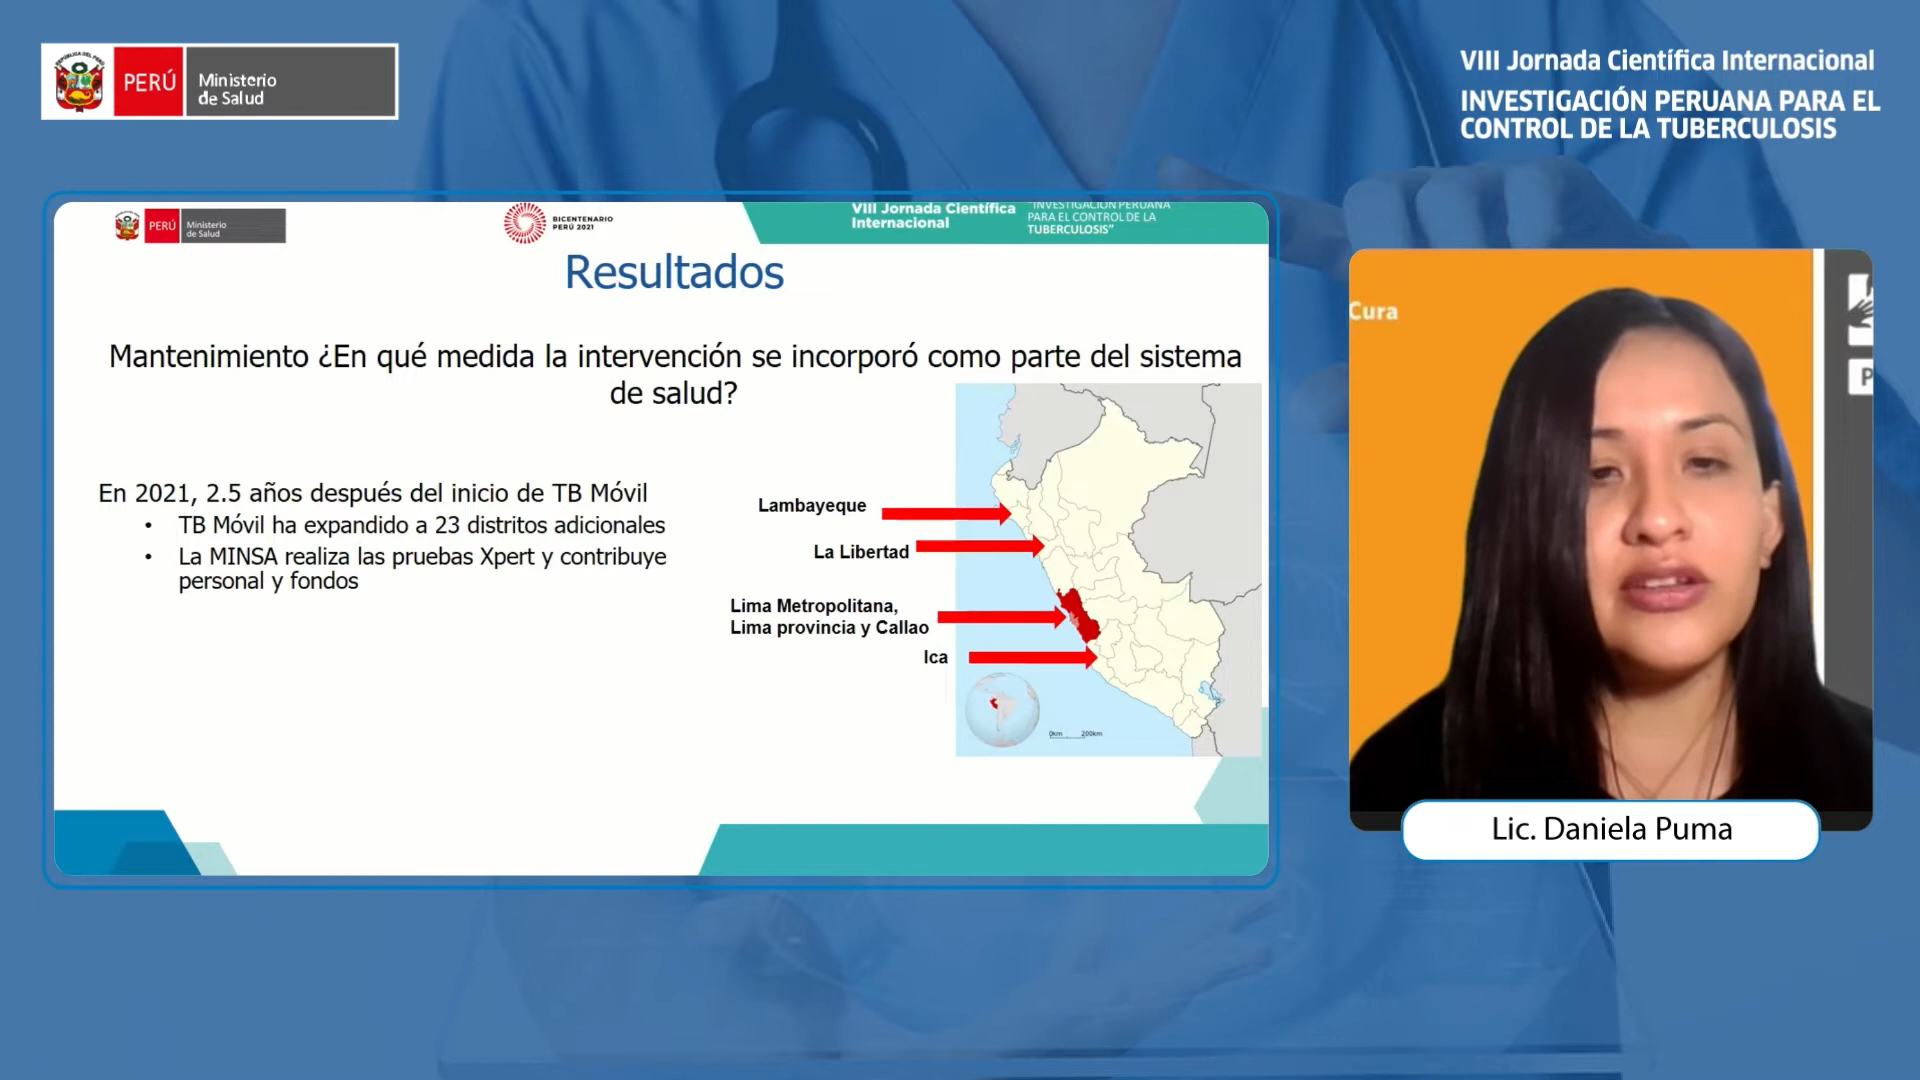 PERÚ
Ministerio
de Salud
VIII Jornada Científica Internacional
INVESTIGACIÓN PERUANA PARA EL
CONTROL DE LA TUBERCULOSIS
PERÚ
Ministerio
de Salud
BICENTENARIO
PERÚ 2021
VIII Jornada Científica
Internacional
"INVESTIGACIÓN PERUANA
PARA EL CONTROL DE LA
TUBERCULOSIS"
Resultados
Mantenimiento ¿En qué medida la intervención se incorporó como parte del sistema
de salud?
En 2021, 2.5 años después del inicio de TB Móvil
• TB Móvil ha expandido a 23 distritos adicionales
• La MINSA realiza las pruebas Xpert y contribuye
personal y fondos
Lambayeque
La Libertad
Lima Metropolitana,
Lima provincia y Callao
Ica
0km 200km
Cura
P
Lic. Daniela Puma